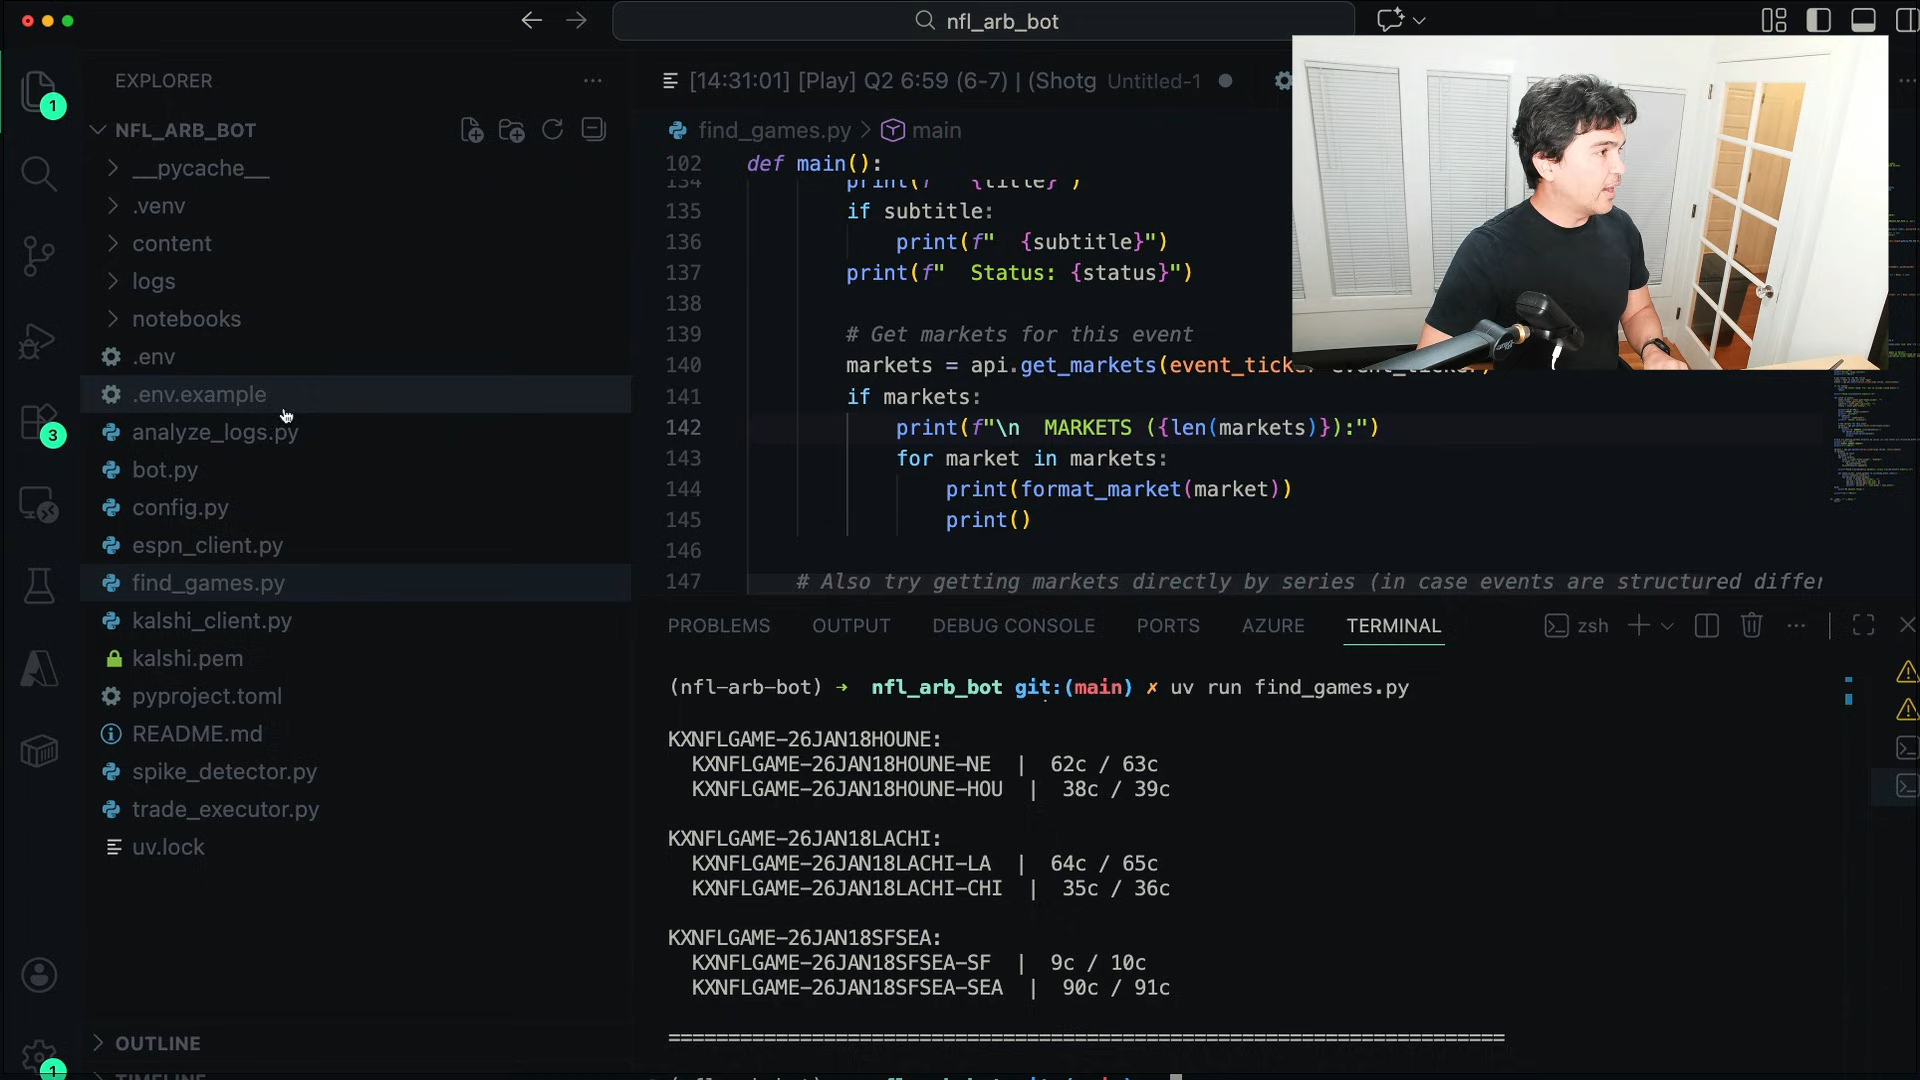 nfl_arb_bot
EXPLORER
NFL_ARB_BOT
__pycache__
.venv
content
logs
notebooks
.env
.env.example
analyze_logs.py
bot.py
config.py
espn_client.py
find_games.py
kalshi_client.py
kalshi.pem
pyproject.toml
README.md
spike_detector.py
trade_executor.py
uv.lock
OUTLINE
1
3
1
[14:31:01] [Play] Q2 6:59 (6-7) | (Shotg Untitled-1
find_games.py > main
102 def main():
134 print(f" {title}")
135 if subtitle:
136 print(f"  {subtitle}")
137 print(f"  Status: {status}")
138
139 # Get markets for this event
140 markets = api.get_markets(event_ticke
141 if markets:
142 print(f"\n  MARKETS ({len(markets)}):")
143 for market in markets:
144 print(format_market(market))
145 print()
146
147 # Also try getting markets directly by series (in case events are structured differ
PROBLEMS OUTPUT DEBUG CONSOLE PORTS AZURE TERMINAL zsh
(nfl-arb-bot) → nfl_arb_bot git:(main) ✗ uv run find_games.py
KXNFLGAME-26JAN18HOUNE:
KXNFLGAME-26JAN18HOUNE-NE | 62c / 63c
KXNFLGAME-26JAN18HOUNE-HOU | 38c / 39c
KXNFLGAME-26JAN18LACHI:
KXNFLGAME-26JAN18LACHI-LA | 64c / 65c
KXNFLGAME-26JAN18LACHI-CHI | 35c / 36c
KXNFLGAME-26JAN18SFSEA:
KXNFLGAME-26JAN18SFSEA-SF | 9c / 10c
KXNFLGAME-26JAN18SFSEA-SEA | 90c / 91c
======================================================================